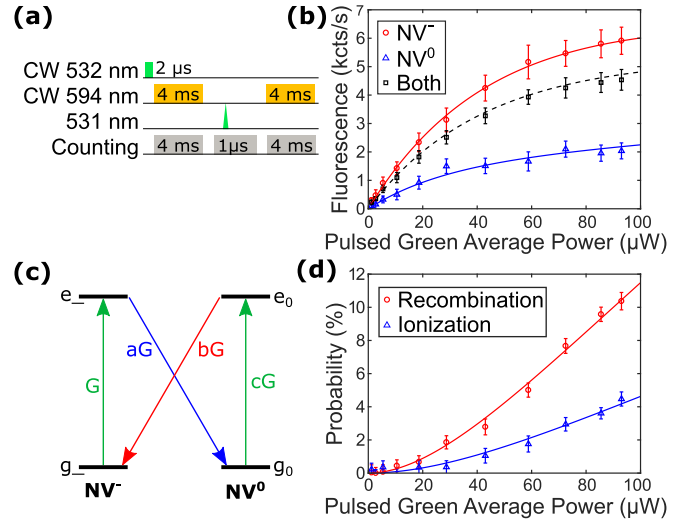 (a)
CW 532 nm
2 µs
CW 594 nm
4 ms
4 ms
531 nm
Counting
4 ms
1µs
4 ms
(b)
Fluorescence (kcts/s)
6
5
4
3
2
1
0
NV⁻
NV⁰
Both
0 20 40 60 80 100
Pulsed Green Average Power (µW)
(c)
e_
e₀
aG
bG
G
cG
g_
g₀
NV⁻
NV⁰
(d)
Probability (%)
12
10
8
6
4
2
0
Recombination
Ionization
0 20 40 60 80 100
Pulsed Green Average Power (µW)